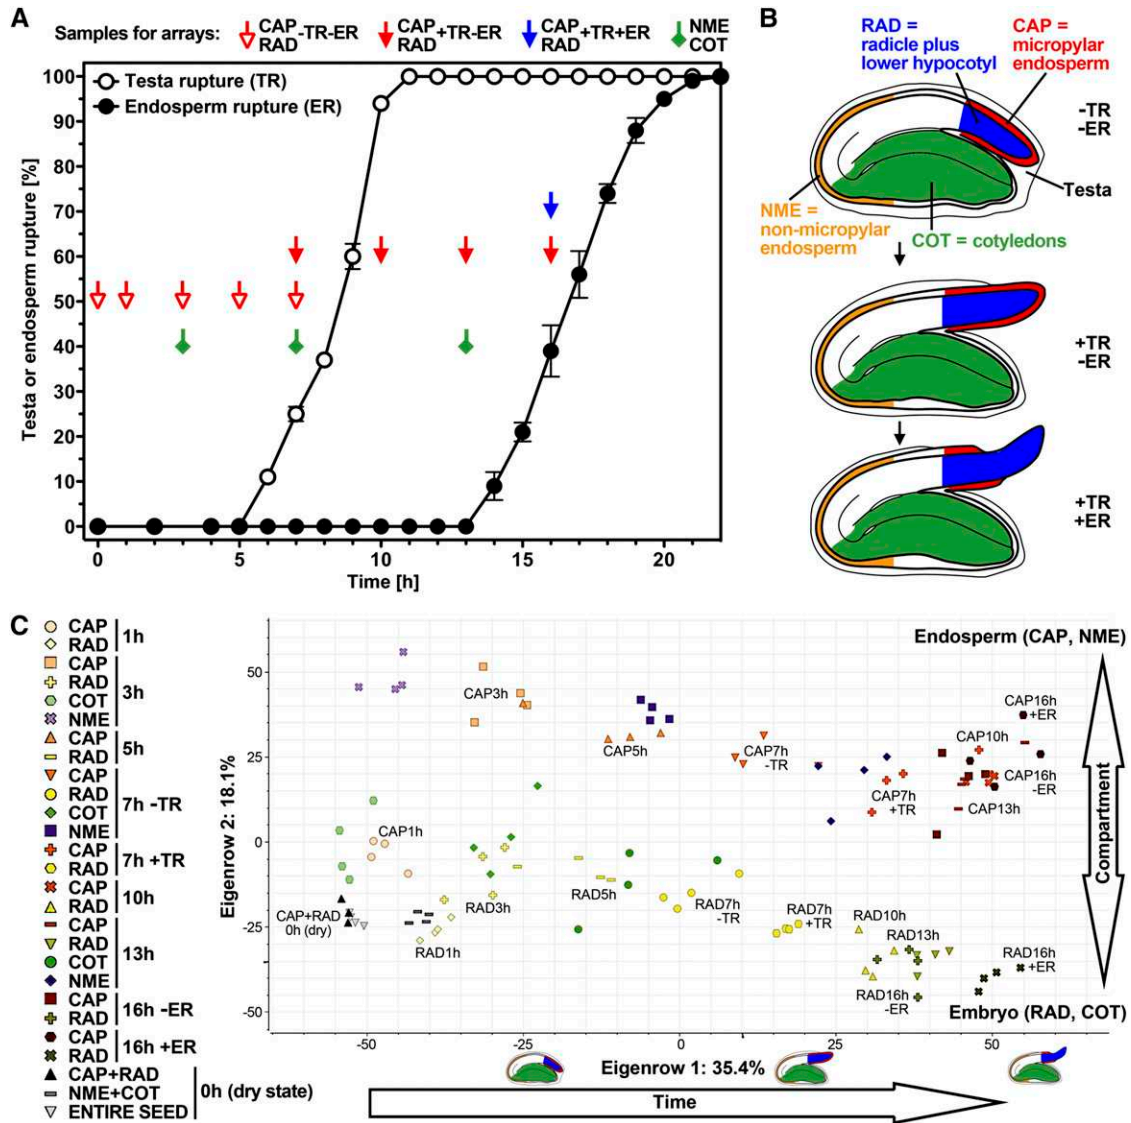 A
Samples for arrays:
CAP-TR-ER
RAD
CAP+TR-ER
RAD
CAP+TR+ER
RAD
NME
COT
Testa rupture (TR)
Endosperm rupture (ER)
Testa or endosperm rupture [%]
100
90
80
70
60
50
40
30
20
10
0
0 5 10 15 20
Time [h]
B
RAD =
radicle plus
lower hypocotyl
CAP =
micropylar
endosperm
-TR
-ER
Testa
NME =
non-micropylar
endosperm
COT = cotyledons
+TR
-ER
+TR
+ER
C
CAP
RAD
1h
CAP
RAD
COT
NME
3h
CAP
RAD
5h
CAP
RAD
COT
NME
7h -TR
CAP
RAD
7h +TR
CAP
RAD
10h
CAP
RAD
COT
NME
13h
CAP
RAD
16h -ER
CAP
RAD
16h +ER
CAP+RAD
NME+COT
ENTIRE SEED
0h (dry state)
Eigenrow 2: 18.1%
50
25
0
-25
-50
Endosperm (CAP, NME)
CAP3h
CAP5h
CAP7h
-TR
CAP10h
CAP16h
+ER
CAP16h
-ER
CAP7h
+TR
CAP13h
CAP1h
CAP+RAD
0h (dry)
RAD1h
RAD3h
RAD5h
RAD7h
-TR
RAD7h
+TR
RAD10h
RAD13h
RAD16h
+ER
RAD16h
-ER
Embryo (RAD, COT)
Compartment
-50 -25 0 25 50
Eigenrow 1: 35.4%
Time